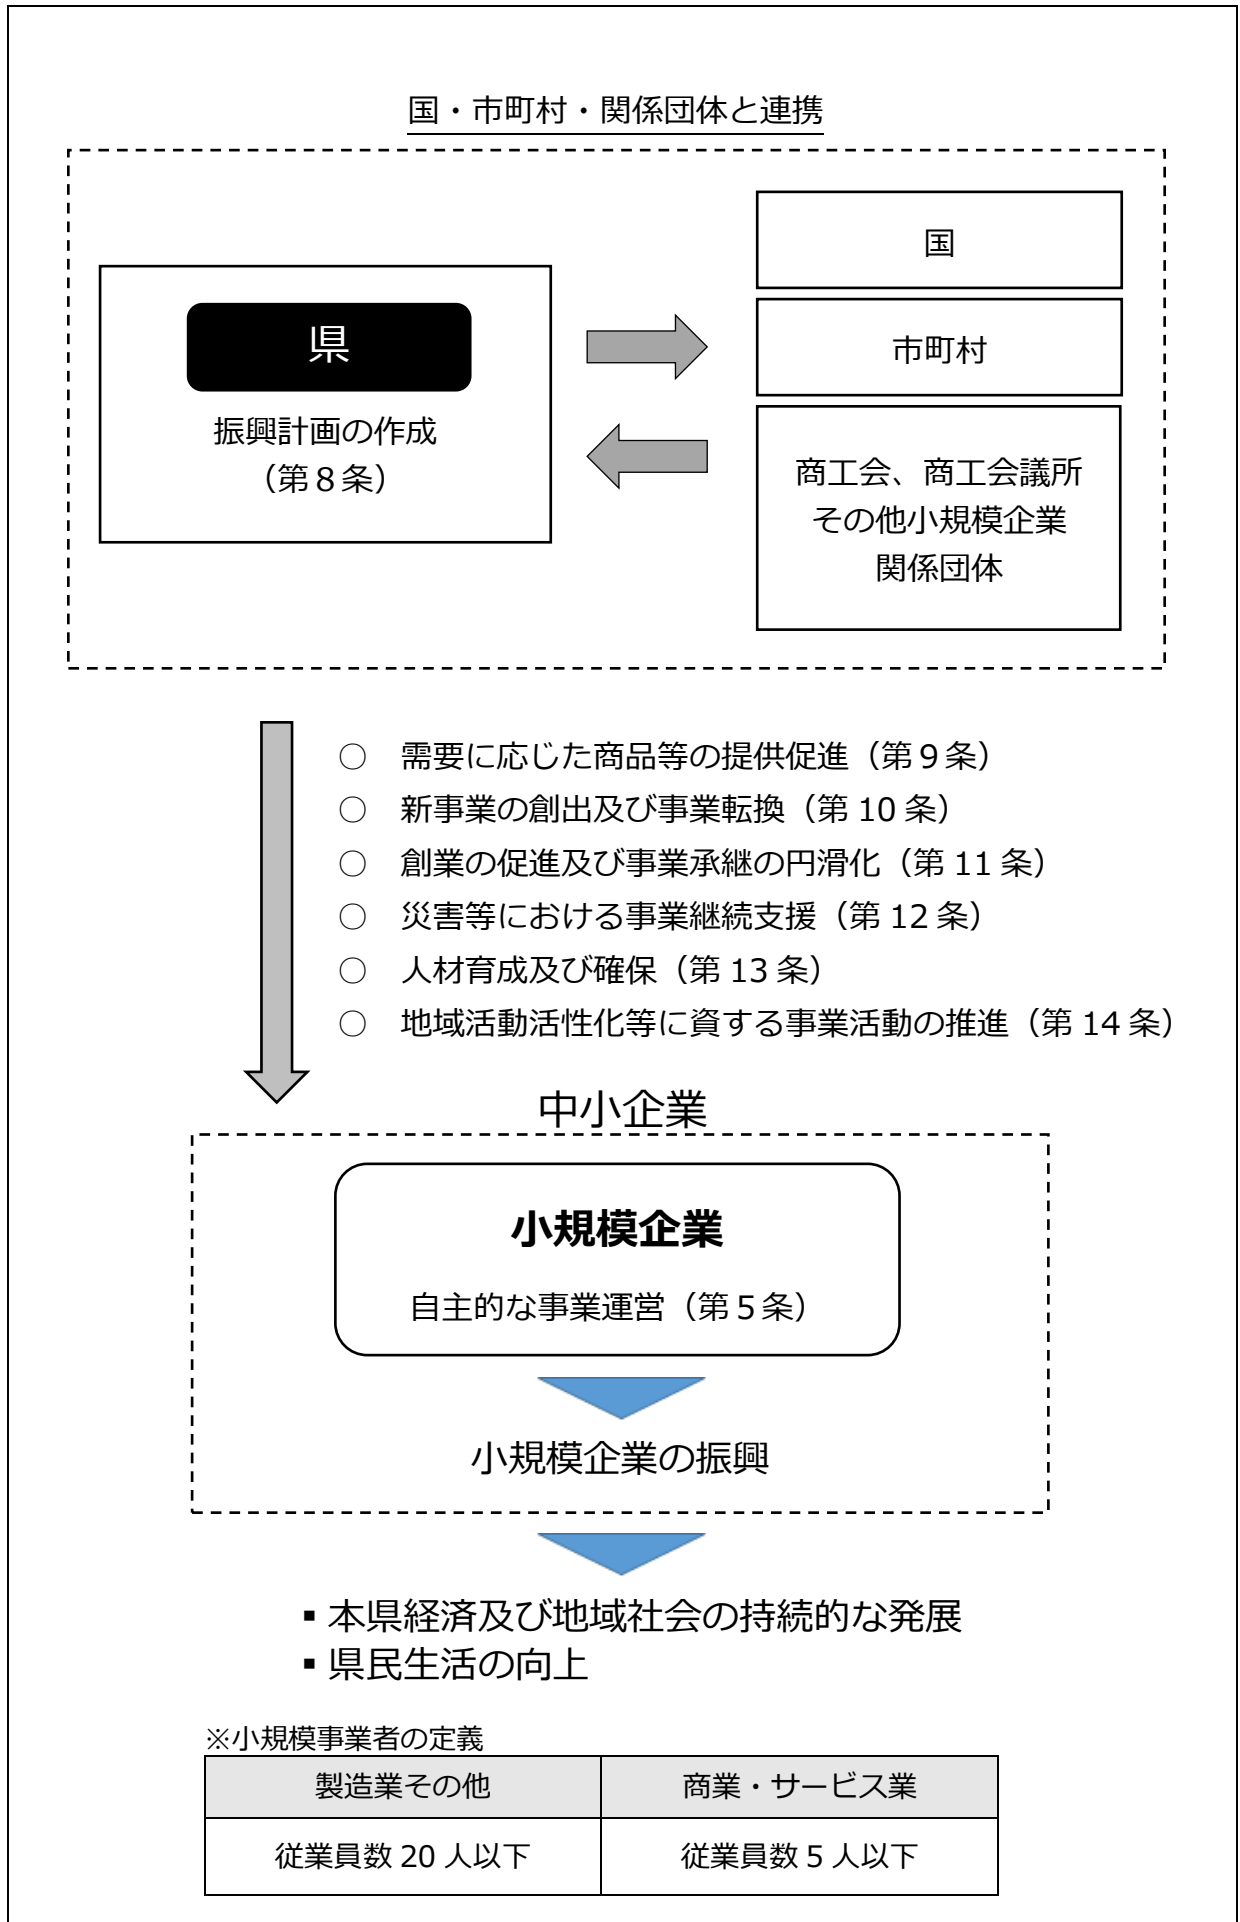 国・市町村・関係団体と連携
県
振興計画の作成
（第８条）
国
市町村
商工会、商工会議所
その他小規模企業
関係団体
○　需要に応じた商品等の提供促進（第９条）
○　新事業の創出及び事業転換（第 10 条）
○　創業の促進及び事業承継の円滑化（第 11 条）
○　災害等における事業継続支援（第 12 条）
○　人材育成及び確保（第 13 条）
○　地域活動活性化等に資する事業活動の推進（第 14 条）
中小企業
小規模企業
自主的な事業運営（第５条）
小規模企業の振興
▪ 本県経済及び地域社会の持続的な発展
▪ 県民生活の向上
※小規模事業者の定義
製造業その他　商業・サービス業
従業員数 20 人以下　従業員数 5 人以下